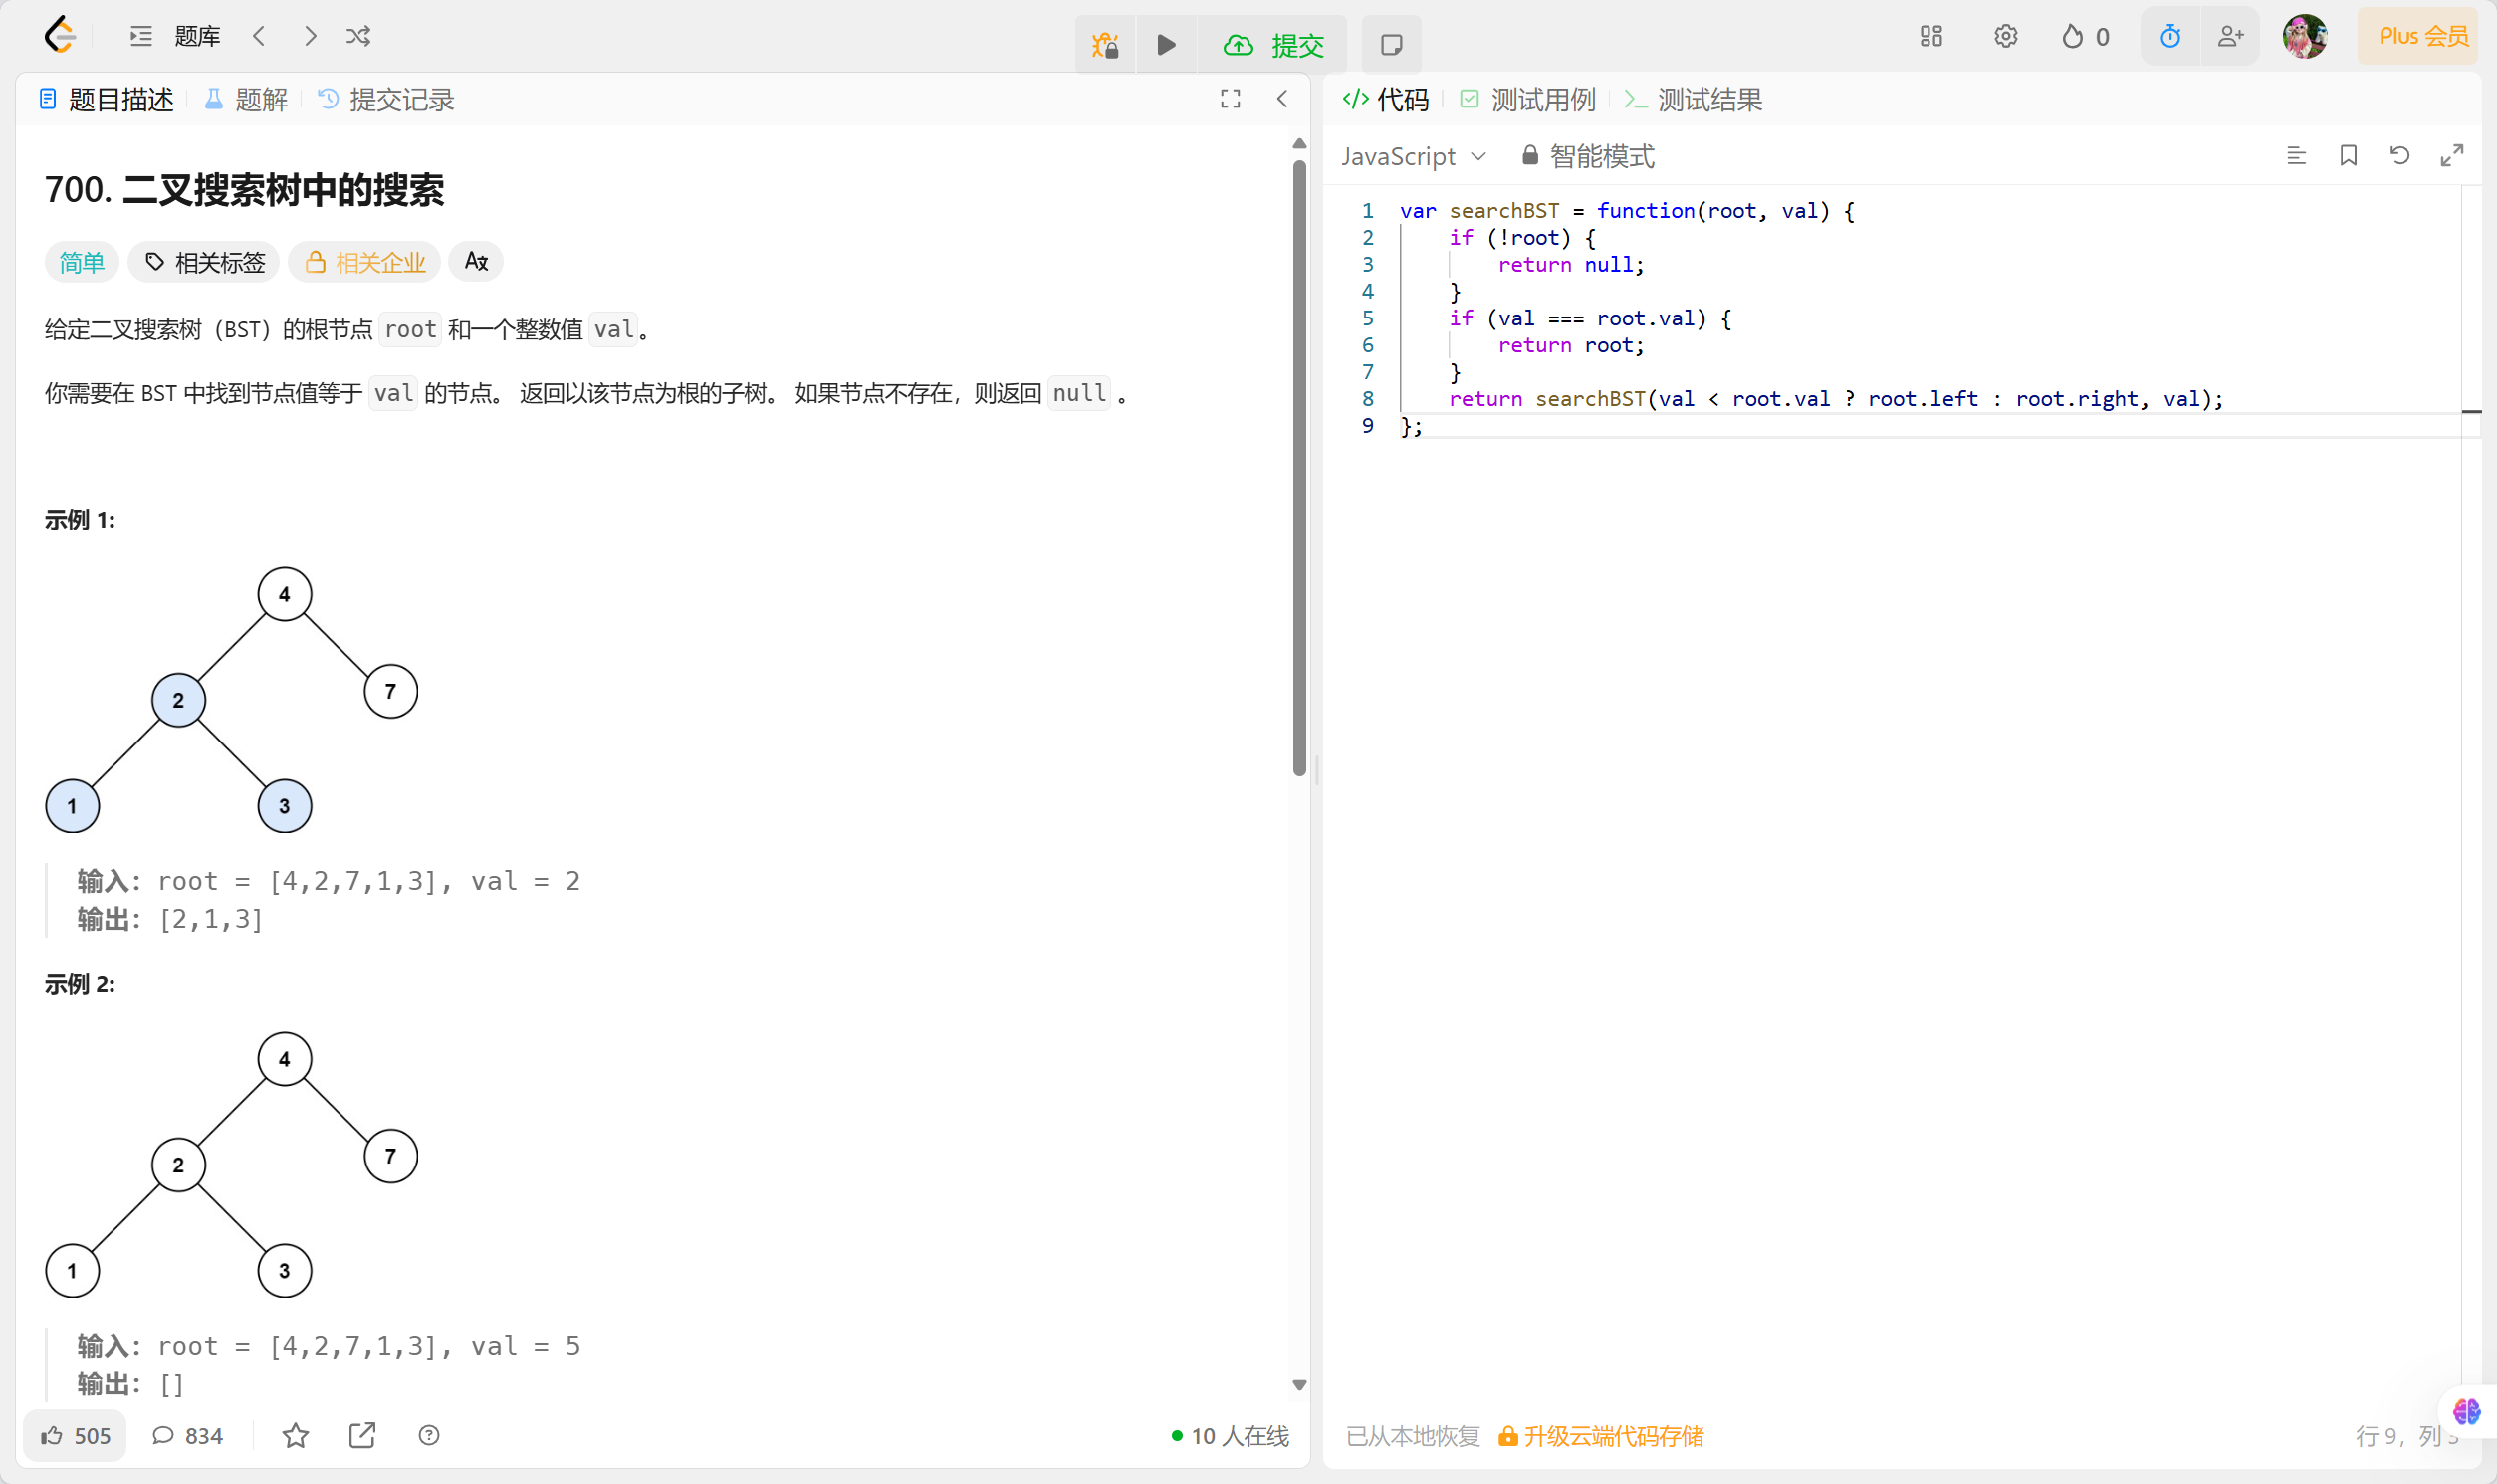 题库
提交
0
Plus 会员
题目描述
题解
提交记录
700. 二叉搜索树中的搜索
简单
相关标签
相关企业
给定二叉搜索树（BST）的根节点 root 和一个整数值 val。
你需要在 BST 中找到节点值等于 val 的节点。 返回以该节点为根的子树。 如果节点不存在，则返回 null 。
示例 1:
4
2
7
1
3
输入：root = [4,2,7,1,3], val = 2
输出：[2,1,3]
示例 2:
4
2
7
1
3
输入：root = [4,2,7,1,3], val = 5
输出：[]
505
834
10 人在线
代码
测试用例
测试结果
JavaScript
智能模式
1 var searchBST = function(root, val) {
2 if (!root) {
3 return null;
4 }
5 if (val === root.val) {
6 return root;
7 }
8 return searchBST(val < root.val ? root.left : root.right, val);
9 };
已从本地恢复
升级云端代码存储
行 9，列 3